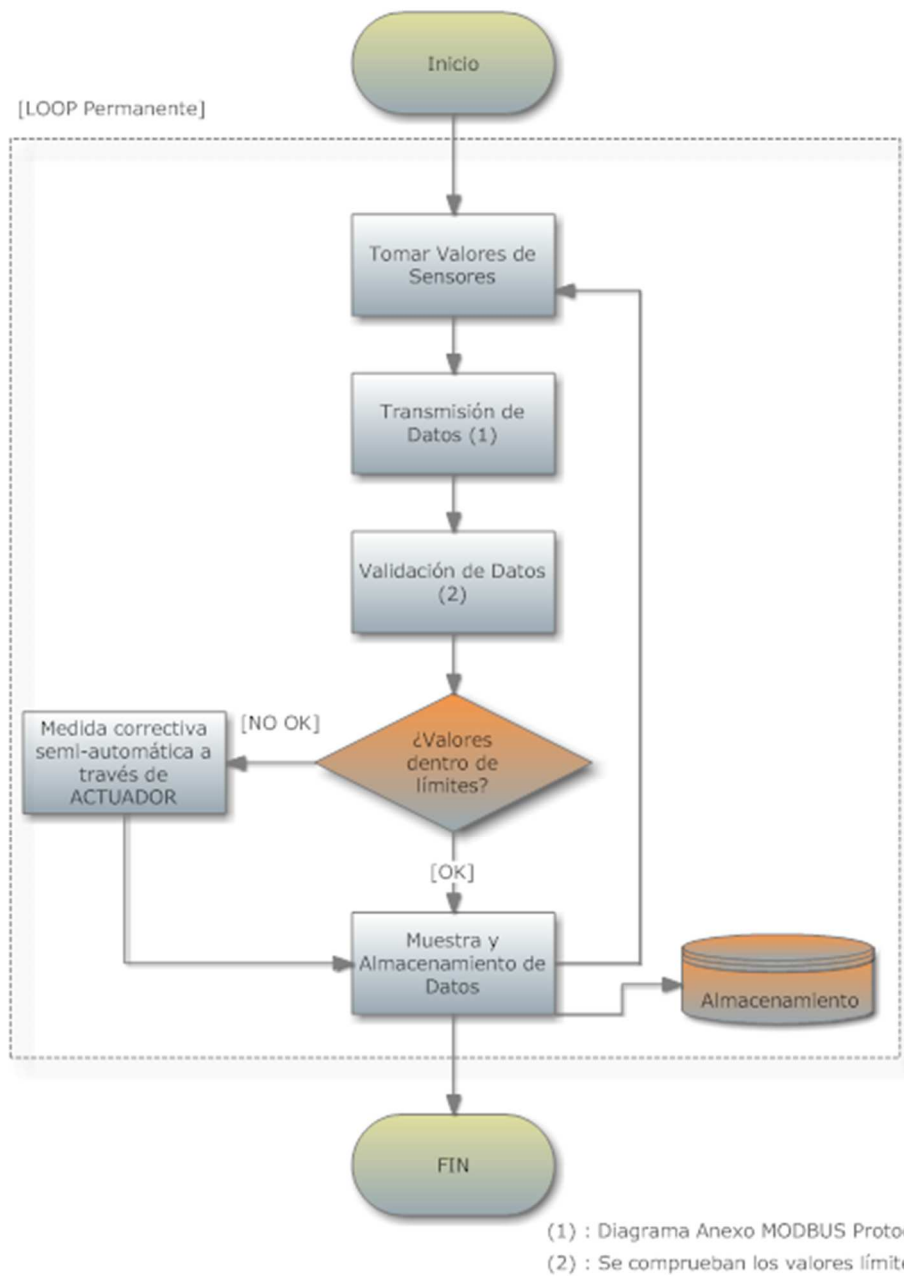 Inicio
[LOOP Permanente]
Tomar Valores de
Sensores
Transmisión de
Datos (1)
Validación de Datos
(2)
Medida correctiva
semi-automática a
través de
ACTUADOR
[NO OK]
¿Valores
dentro de
límites?
[OK]
Muestra y
Almacenamiento de
Datos
Almacenamiento
FIN
(1) : Diagrama Anexo MODBUS
(2) : Se comprueban los valores límite